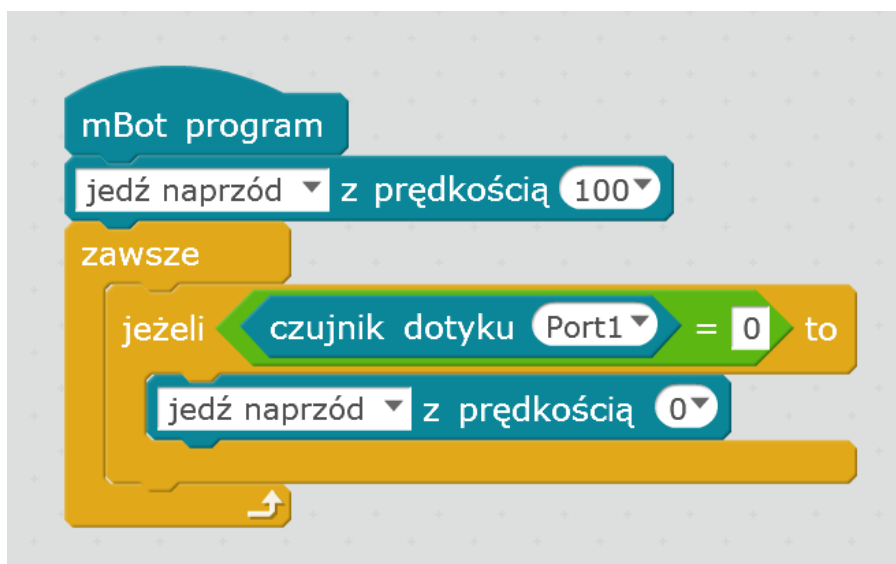 mBot program
jedź naprzód z prędkością 100
zawsze
jeżeli czujnik dotyku Port1 = 0 to
jedź naprzód z prędkością 0